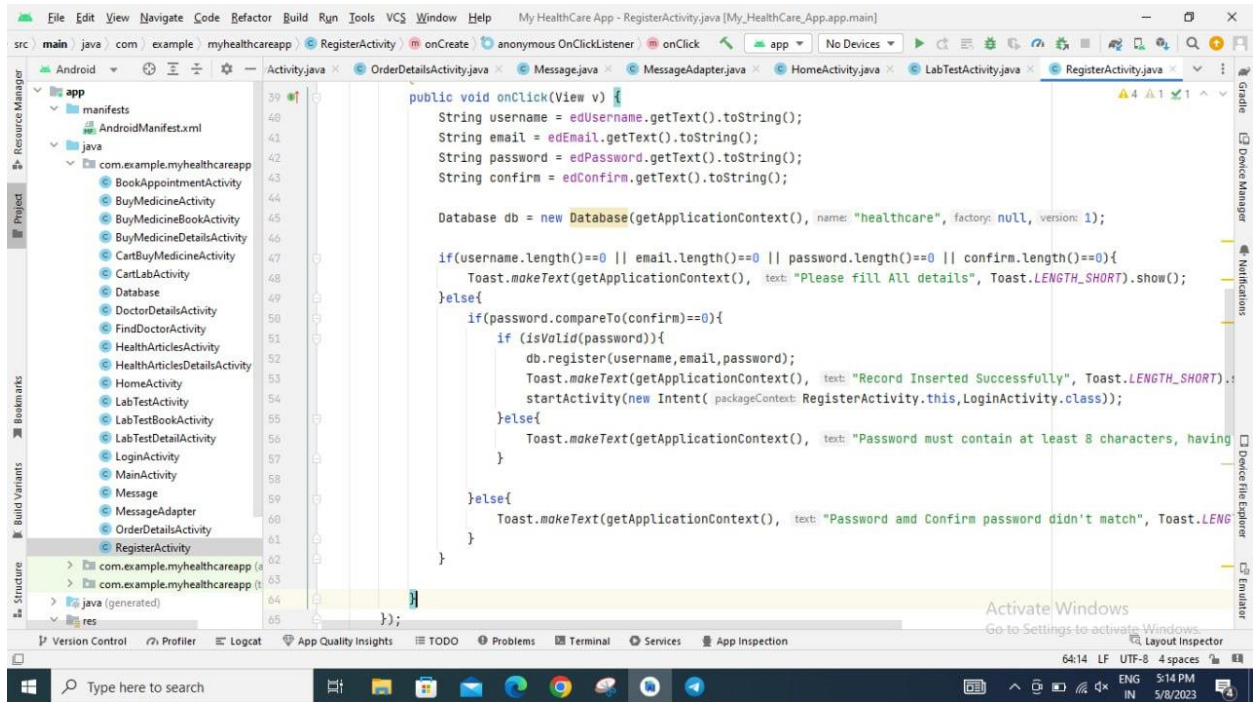 File Edit View Navigate Code Refactor Build Run Tools VCS Window Help My HealthCare App - RegisterActivity.java [My_HealthCare_App.app.main]
src main java com example myhealthcareapp RegisterActivity onCreate anonymous OnClickListener onClick app No Devices
Android Activity.java OrderDetailsActivity.java Message.java MessageAdapter.java HomeActivity.java LabTestActivity.java RegisterActivity.java
Resource Manager
Project
Bookmarks
Build Variants
Structure
app
manifests
AndroidManifest.xml
java
com.example.myhealthcareapp
BookAppointmentActivity
BuyMedicineActivity
BuyMedicineBookActivity
BuyMedicineDetailsActivity
CartBuyMedicineActivity
CartLabActivity
Database
DoctorDetailsActivity
FindDoctorActivity
HealthArticlesActivity
HealthArticlesDetailsActivity
HomeActivity
LabTestActivity
LabTestBookActivity
LabTestDetailActivity
LoginActivity
MainActivity
Message
MessageAdapter
OrderDetailsActivity
RegisterActivity
com.example.myhealthcareapp (a
com.example.myhealthcareapp (t
java (generated)
res
4 1 1
39 public void onClick(View v) {
40 String username = edUsername.getText().toString();
41 String email = edEmail.getText().toString();
42 String password = edPassword.getText().toString();
43 String confirm = edConfirm.getText().toString();
44
45 Database db = new Database(getApplicationContext(), name: "healthcare", factory: null, version: 1);
46
47 if(username.length()==0 || email.length()==0 || password.length()==0 || confirm.length()==0){
48 Toast.makeText(getApplicationContext(), text: "Please fill All details", Toast.LENGTH_SHORT).show();
49 }else{
50 if(password.compareTo(confirm)==0){
51 if (isValid(password)){
52 db.register(username,email,password);
53 Toast.makeText(getApplicationContext(), text: "Record Inserted Successfully", Toast.LENGTH_SHORT).
54 startActivity(new Intent( packageContext: RegisterActivity.this,LoginActivity.class));
55 }else{
56 Toast.makeText(getApplicationContext(), text: "Password must contain at least 8 characters, having
57 }
58
59 }else{
60 Toast.makeText(getApplicationContext(), text: "Password amd Confirm password didn't match", Toast.LENG
61 }
62 }
63
64 }
65 });
Gradle
Device Manager
Notifications
Device File Explorer
Emulator
Activate Windows
Go to Settings to activate Windows.
Version Control Profiler Logcat App Quality Insights TODO Problems Terminal Services App Inspection Layout Inspector
64:14 LF UTF-8 4 spaces
Type here to search
ENG 5:14 PM
IN 5/8/2023
4